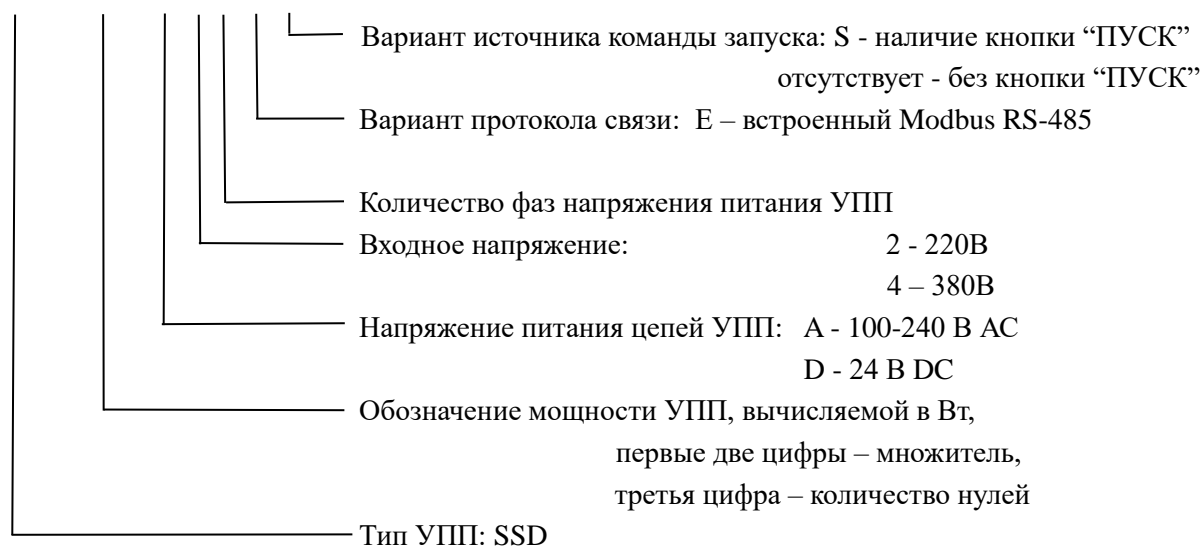 Вариант источника команды запуска: S - наличие кнопки “ПУСК”
отсутствует - без кнопки “ПУСК”
Вариант протокола связи: E – встроенный Modbus RS-485
Количество фаз напряжения питания УПП
Входное напряжение: 2 - 220В
4 – 380В
Напряжение питания цепей УПП: A - 100-240 В AC
D - 24 В DC
Обозначение мощности УПП, вычисляемой в Вт,
первые две цифры – множитель,
третья цифра – количество нулей
Тип УПП: SSD